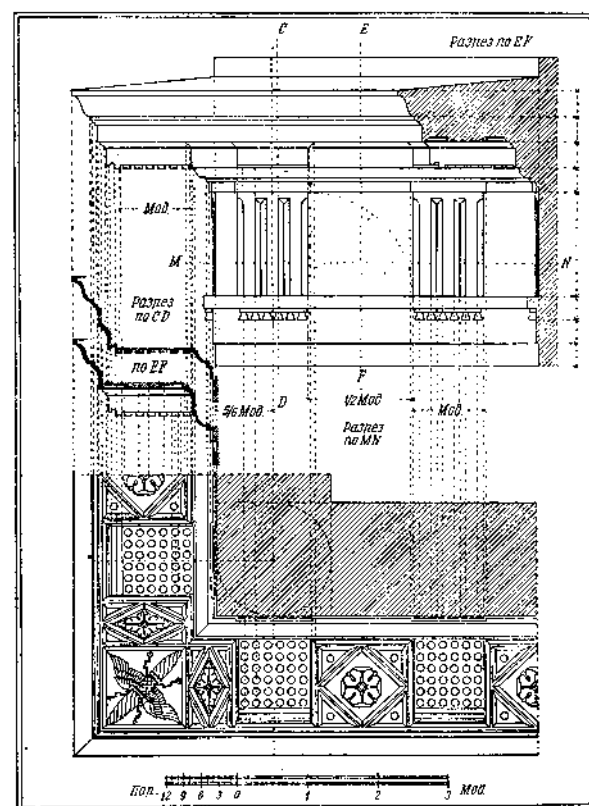 C E
Разрез по EF
Мод.
M N
Разрез
по CD
по EF
F
5/6 Мод. D 1/2 Мод. Мод.
Разрез
по MN
Пар. 12 9 6 3 0 1 2 3 Мод.